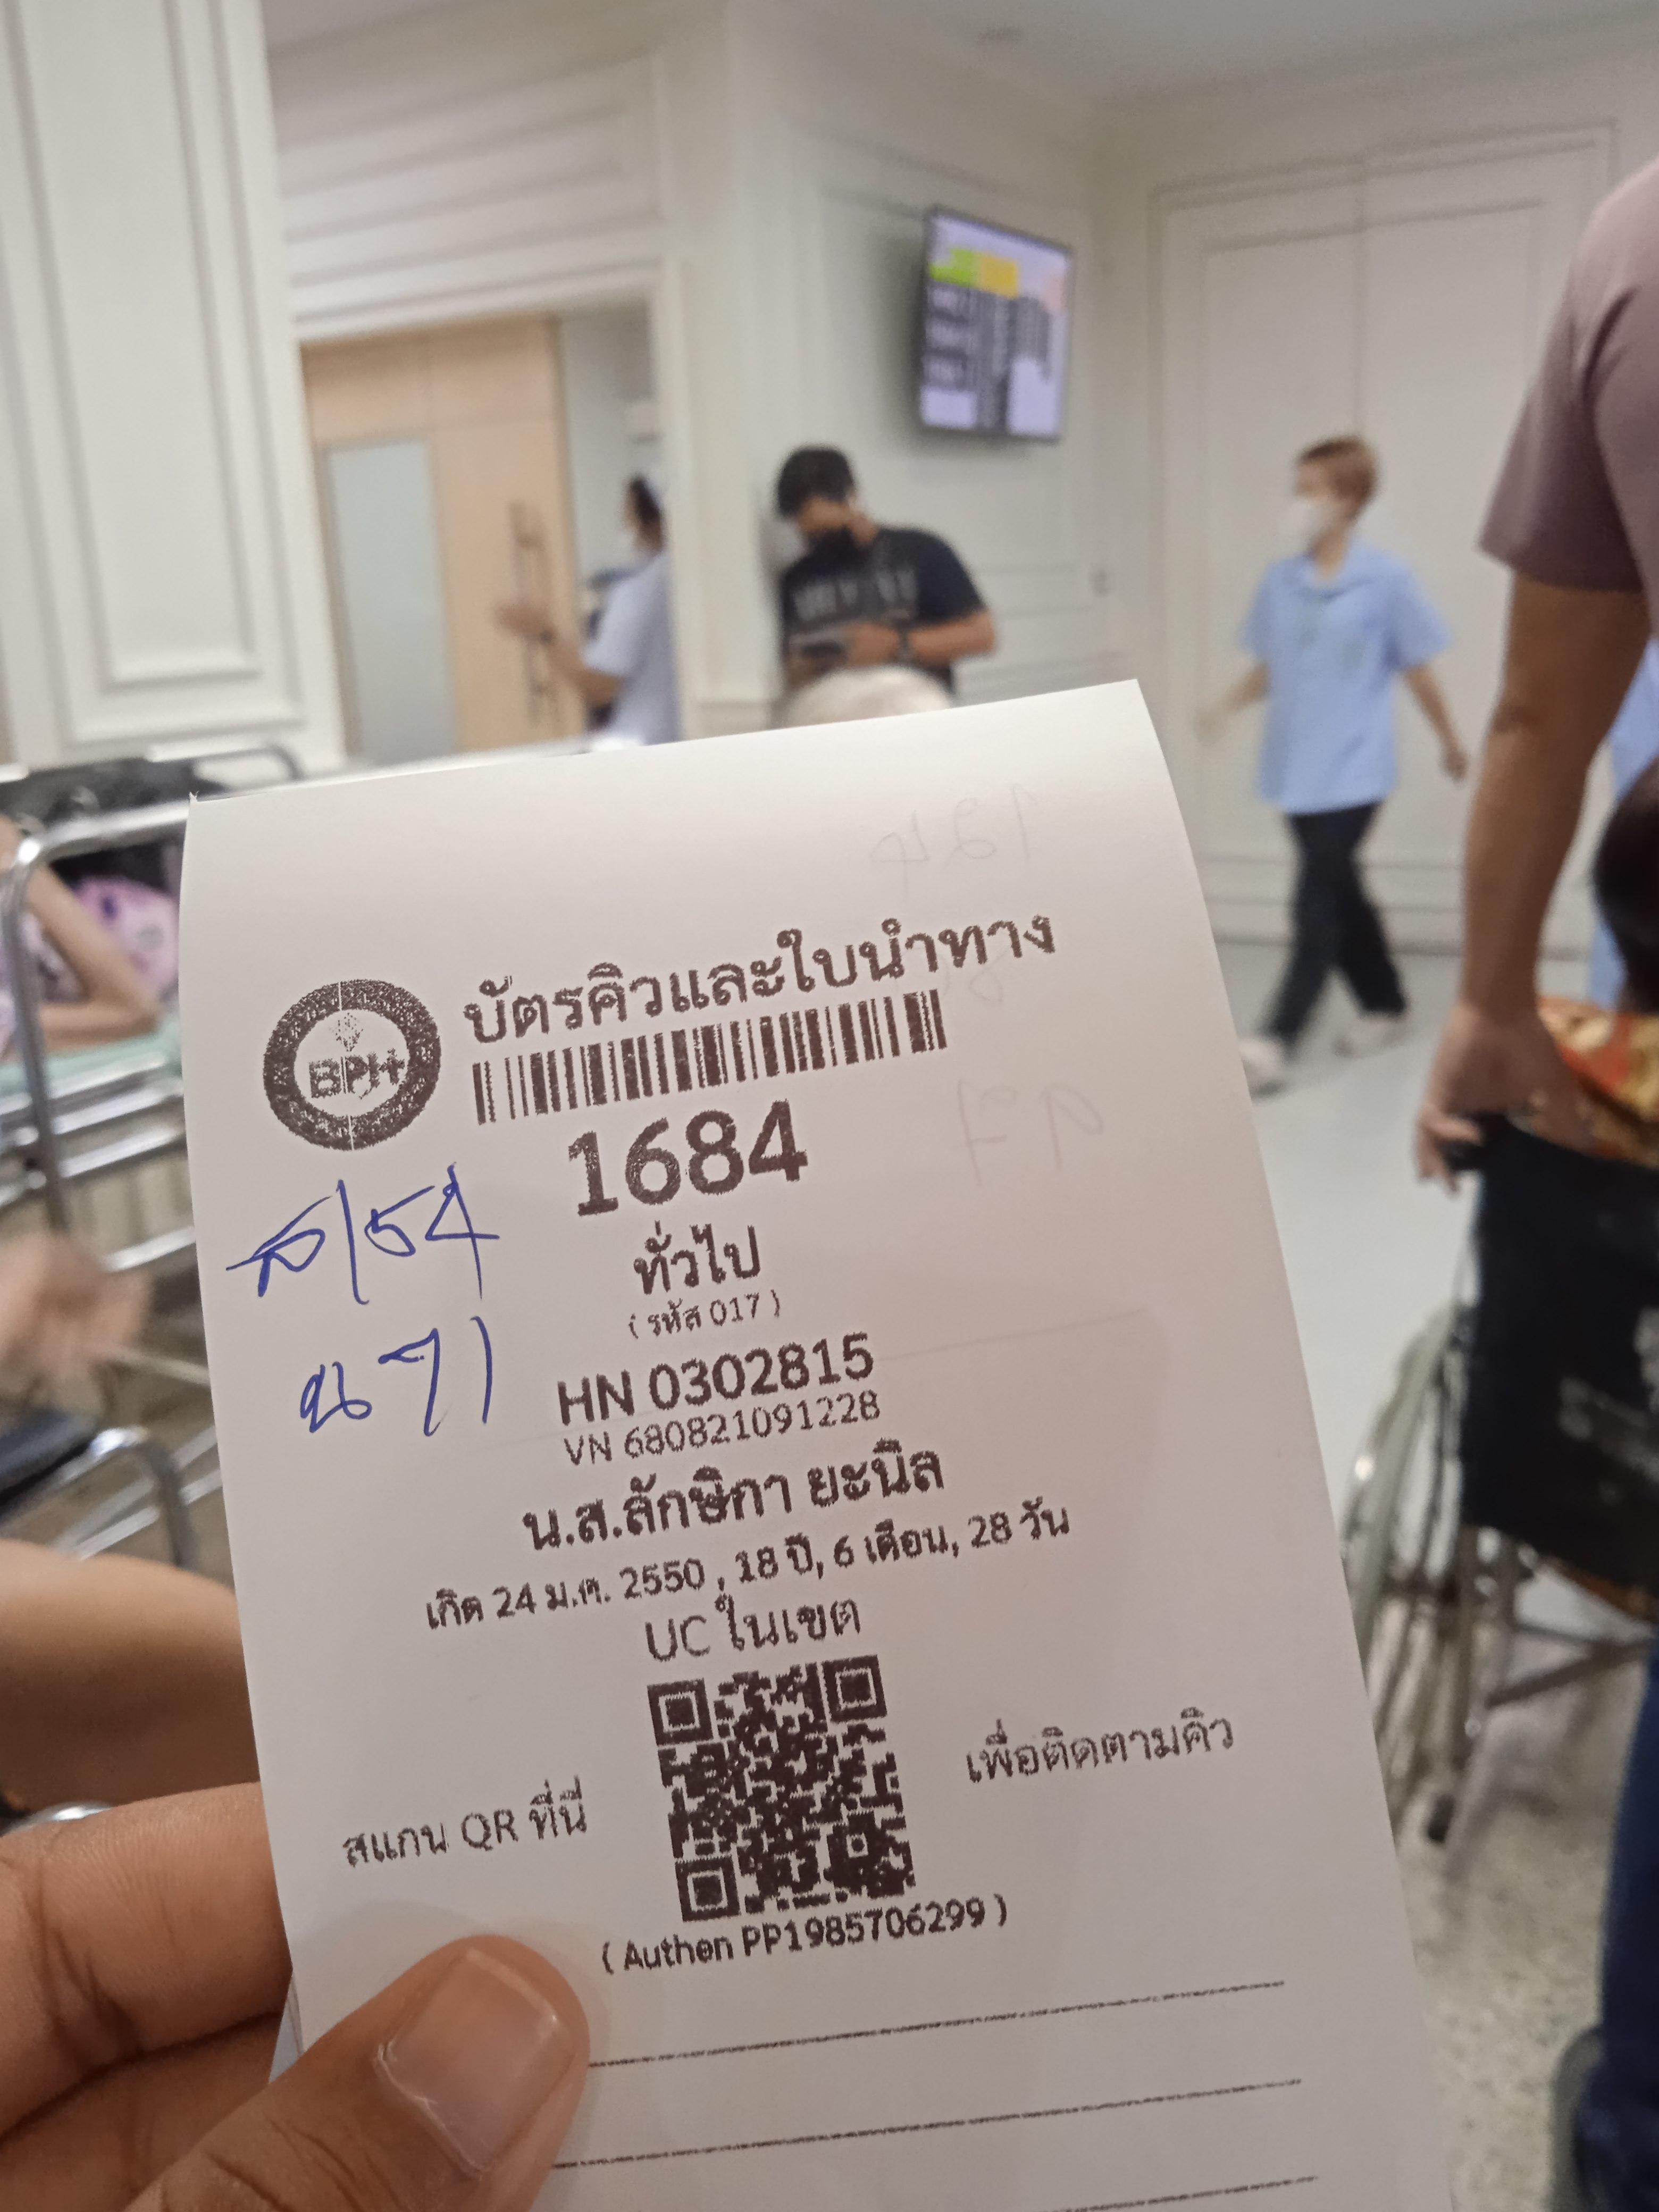 บัตรคิวและใบนำทาง
BPH
1684
ส/154
ทั่วไป
(รหัส 017)
HN 0302815
น 71
VN 680821091228
น.ส.ลักษิกา ยะนิล
เกิด 24 ม.ค. 2550 , 18 ปี, 6 เดือน, 28 วัน
UC ในเขต
สแกน QR ที่นี่
เพื่อติดตามคิว
( Authen PP1985706299 )